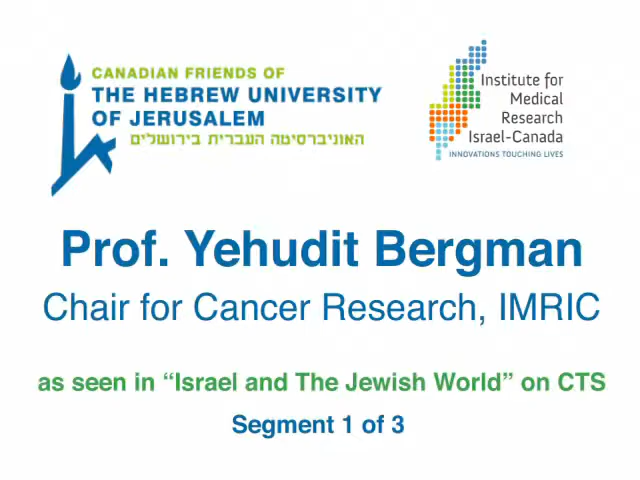 CANADIAN FRIENDS OF
THE HEBREW UNIVERSITY
OF JERUSALEM
האוניברסיטה העברית בירושלים
Institute for
Medical
Research
Israel-Canada
INNOVATIONS TOUCHING LIVES
Prof. Yehudit Bergman
Chair for Cancer Research, IMRIC
as seen in “Israel and The Jewish World” on CTS
Segment 1 of 3